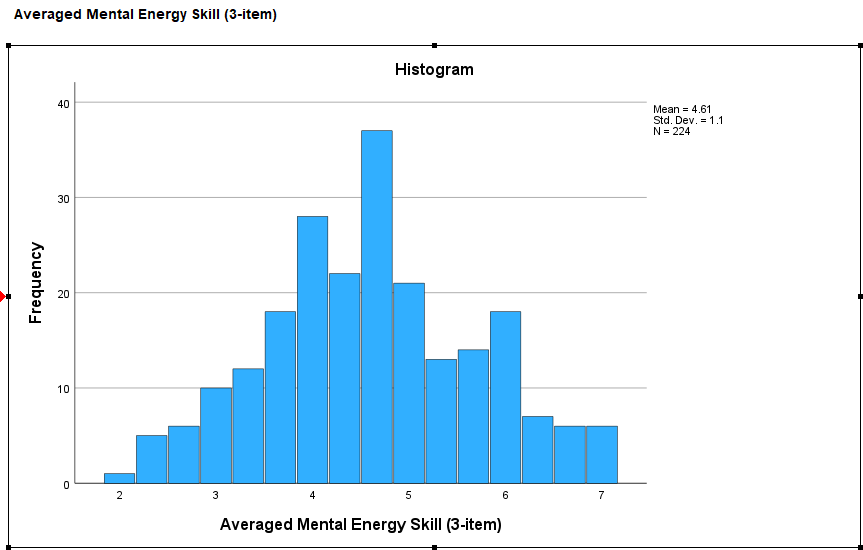 Averaged Mental Energy Skill (3-item)
Histogram
40
30
20
10
0
Frequency
Mean = 4.61
Std. Dev. = 1.1
N = 224
2 3 4 5 6 7
Averaged Mental Energy Skill (3-item)